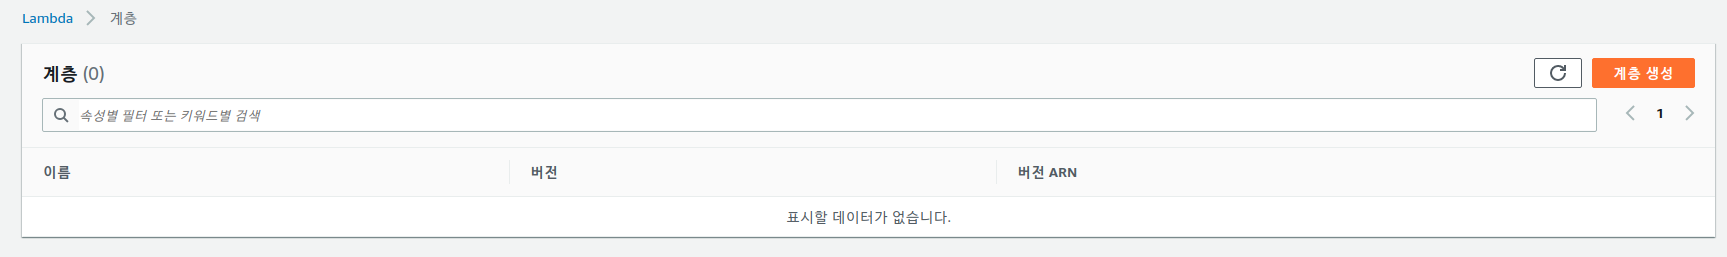 Lambda 계층
계층 (0)
계층 생성
속성별 필터 또는 키워드별 검색
1
이름 버전 버전 ARN
표시할 데이터가 없습니다.